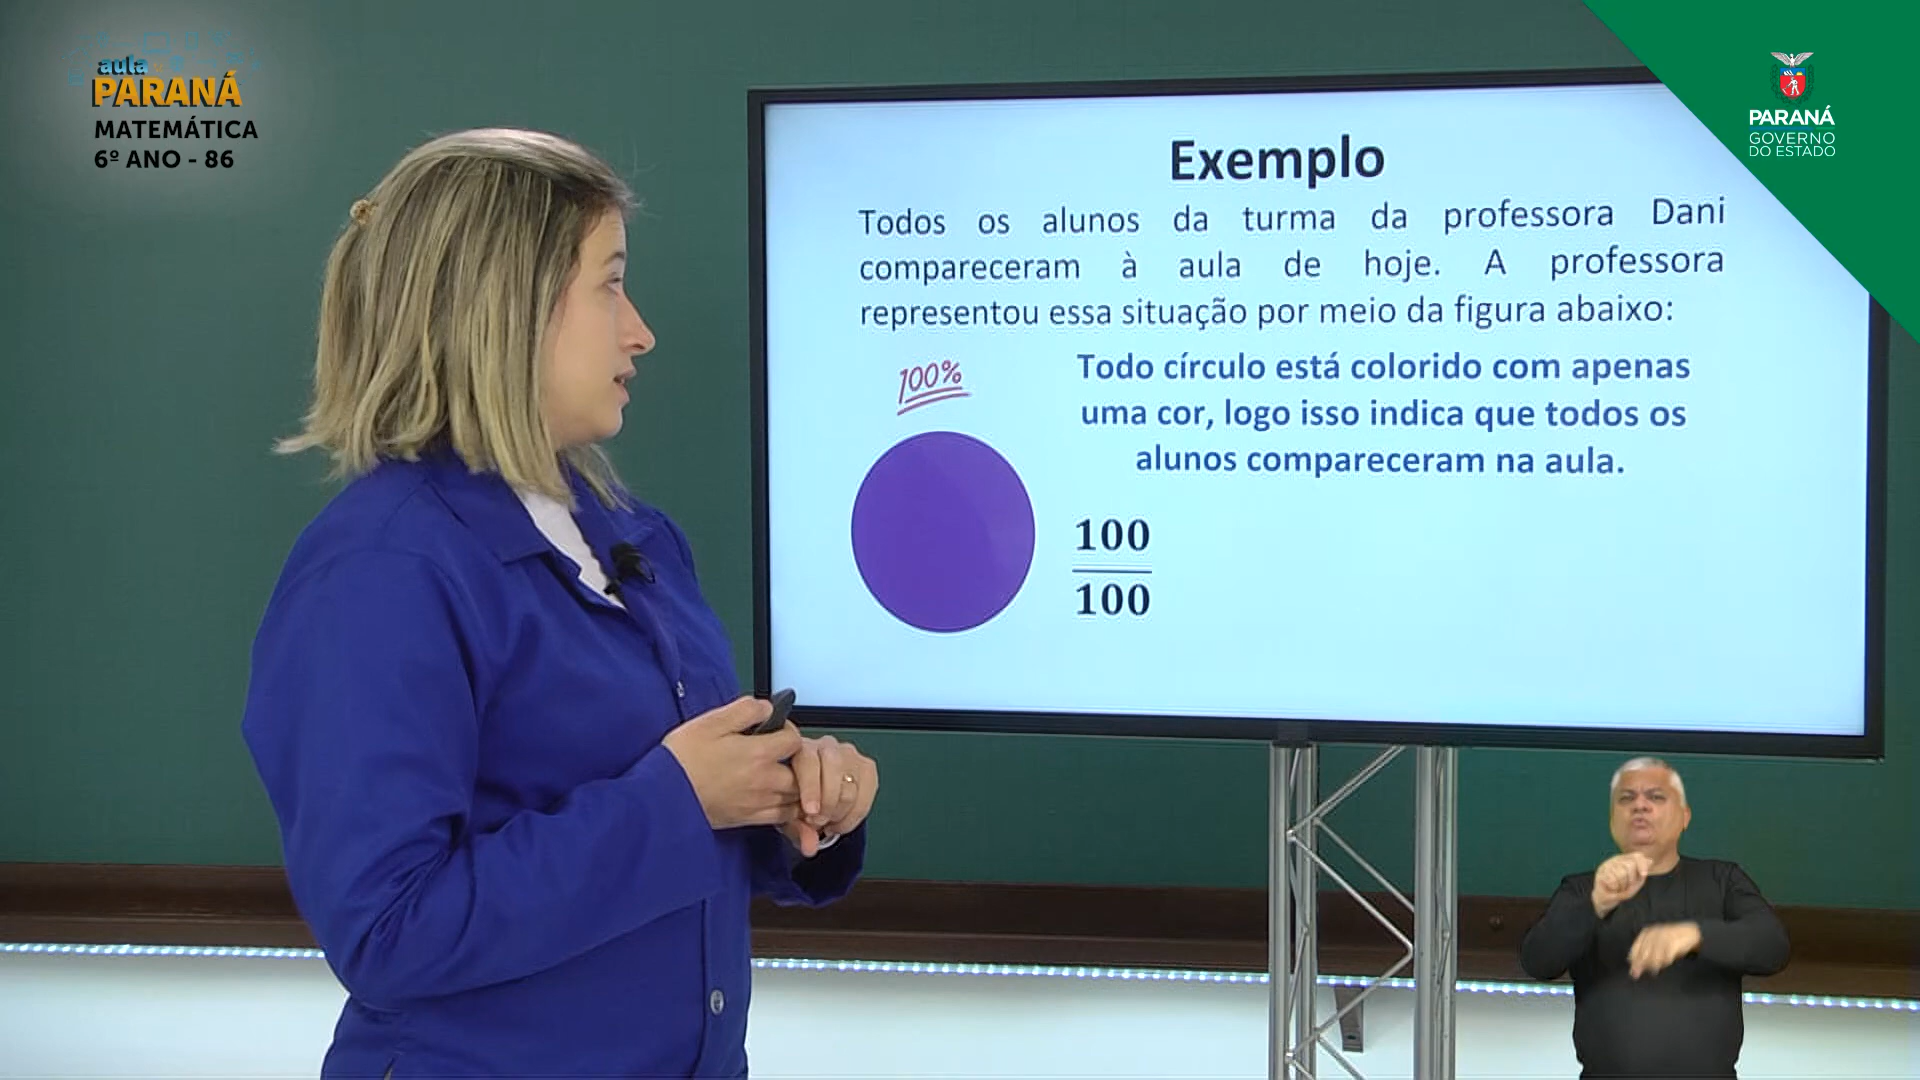 aula
PARANÁ
MATEMÁTICA
6º ANO - 86
PARANÁ
GOVERNO
DO ESTADO
Exemplo
Todos os alunos da turma da professora Dani
compareceram à aula de hoje. A professora
representou essa situação por meio da figura abaixo:
100%
Todo círculo está colorido com apenas
uma cor, logo isso indica que todos os
alunos compareceram na aula.
100
100